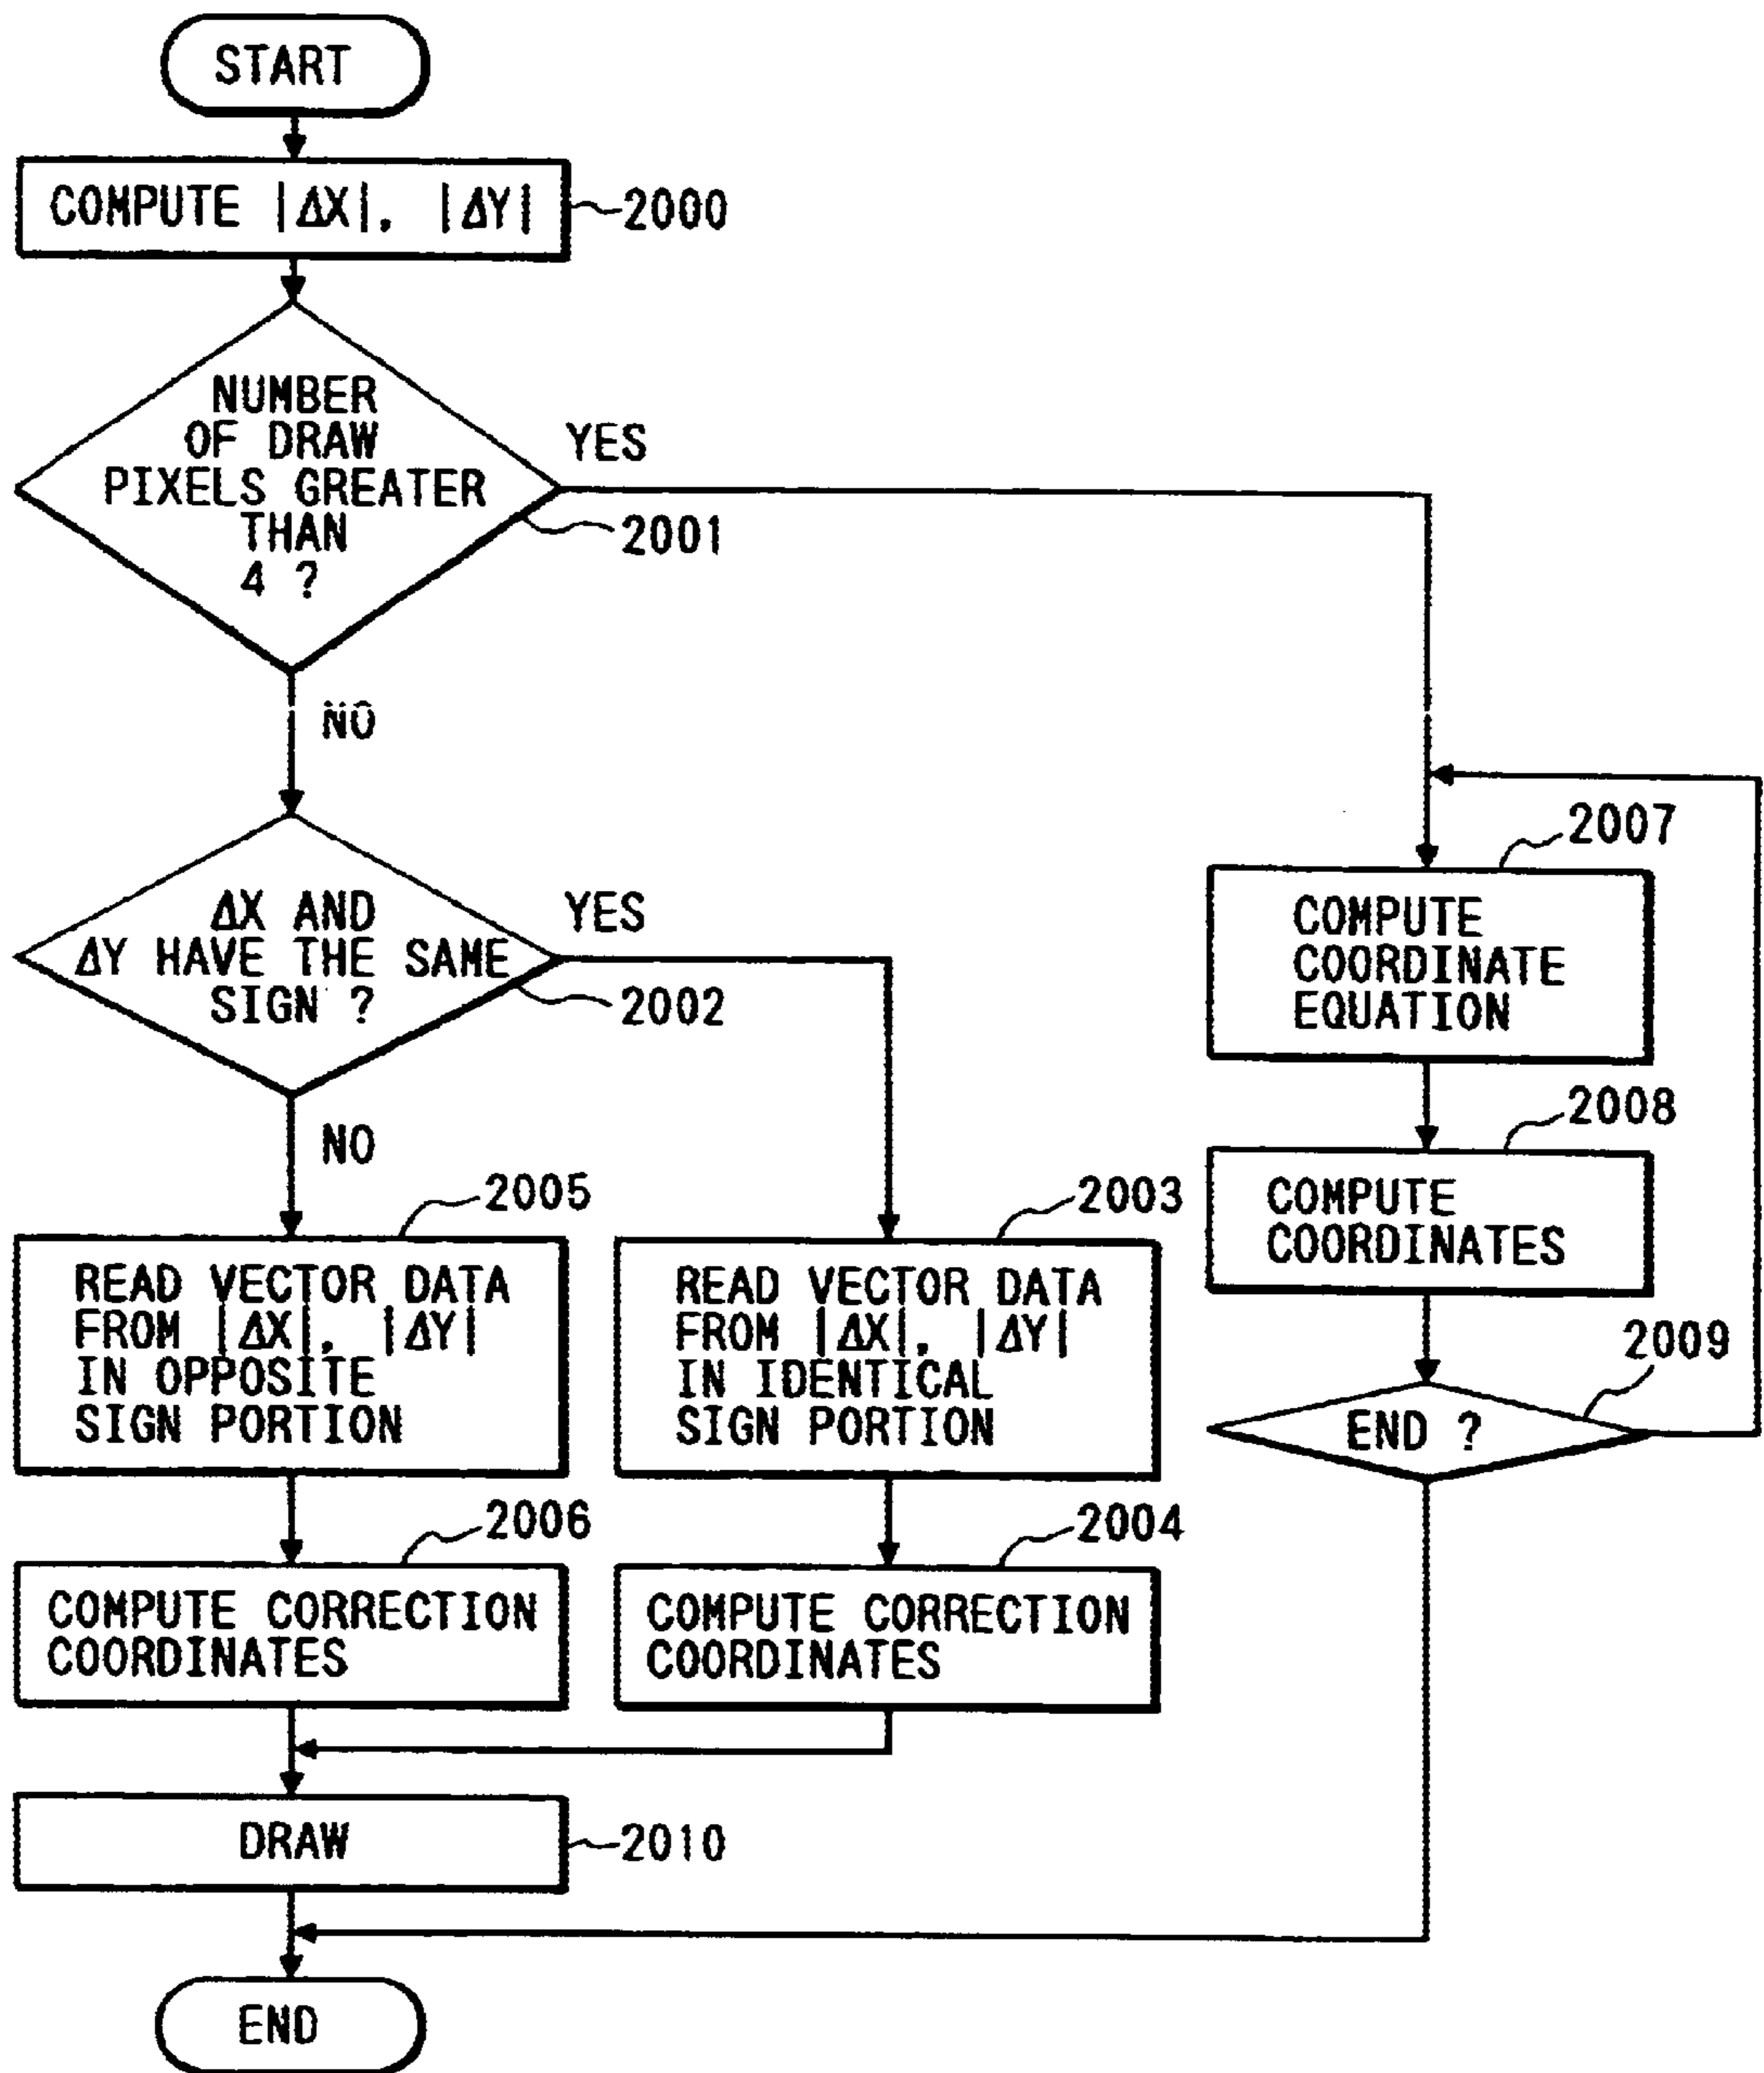 START
COMPUTE |ΔX|, |ΔY|
2000
NUMBER
OF DRAW
PIXELS GREATER
THAN
4 ?
YES
2001
NO
ΔX AND
ΔY HAVE THE SAME
SIGN ?
YES
2002
NO
2007
COMPUTE
COORDINATE
EQUATION
2008
COMPUTE
COORDINATES
2009
END ?
2005
READ VECTOR DATA
FROM |ΔX|, |ΔY|
IN OPPOSITE
SIGN PORTION
2003
READ VECTOR DATA
FROM |ΔX|, |ΔY|
IN IDENTICAL
SIGN PORTION
2006
COMPUTE CORRECTION
COORDINATES
2004
COMPUTE CORRECTION
COORDINATES
DRAW
2010
END